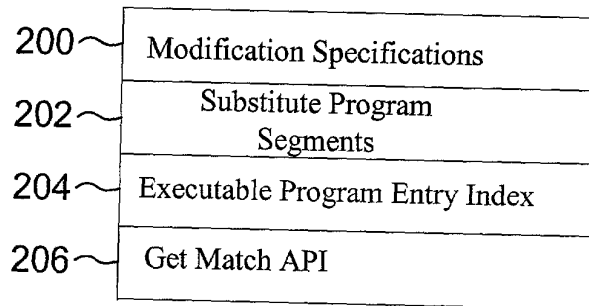 200 Modification Specifications
202 Substitute Program
Segments
204 Executable Program Entry Index
206 Get Match API